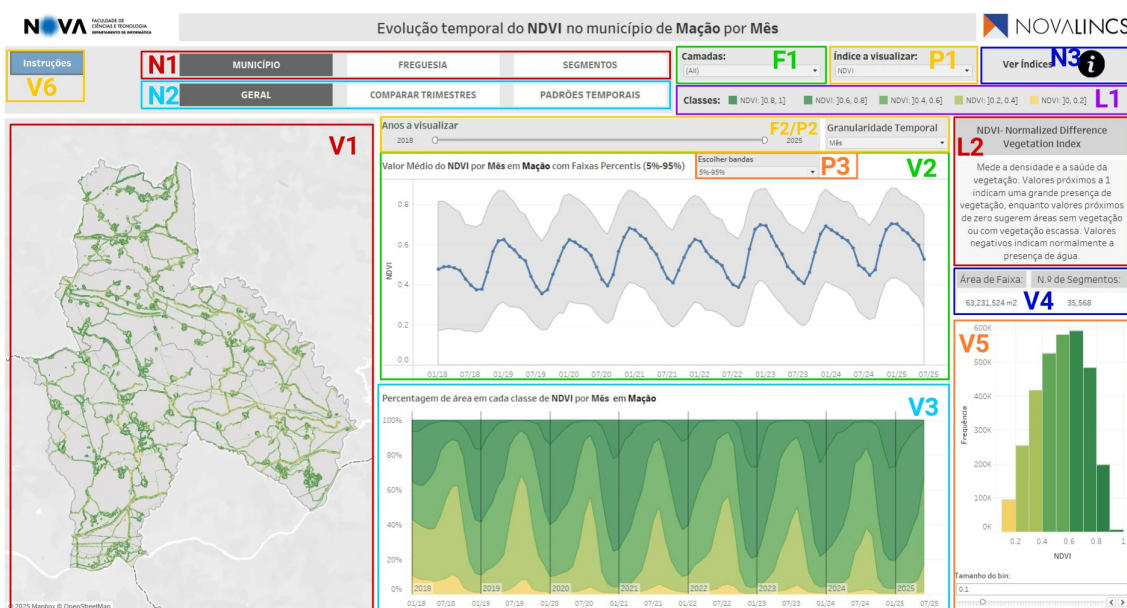 NOVA
FACULDADE DE
CIÊNCIAS E TECNOLOGIA
DEPARTAMENTO DE INFORMÁTICA
Evolução temporal do NDVI no município de Mação por Mês
NOVALINCS
Instruções
V6
N1
MUNICÍPIO
FREGUESIA
SEGMENTOS
N2
GERAL
COMPARAR TRIMESTRES
PADRÕES TEMPORAIS
Camadas:
(All)
F1
Índice a visualizar:
NDVI
P1
Ver índices
N3
i
Classes:
NDVI: ]0.8, 1]
NDVI: ]0.6, 0.8]
NDVI: ]0.4, 0.6]
NDVI: ]0.2, 0.4]
NDVI: ]0, 0.2]
L1
V1
© 2025 Mapbox © OpenStreetMap
Anos a visualizar
2018
2025
F2/P2
Granularidade Temporal
Mês
Valor Médio do NDVI por Mês em Mação com Faixas Percentis (5%-95%)
Escolher bandas
5%-95%
P3
V2
NDVI
0.8
0.6
0.4
0.2
0.0
01/18 07/18 01/19 07/19 01/20 07/20 01/21 07/21 01/22 07/22 01/23 07/23 01/24 07/24 01/25 07/25
Percentagem de área em cada classe de NDVI por Mês em Mação
V3
100%
80%
60%
40%
20%
0%
2018 2019 2020 2021 2022 2023 2024 2025
01/18 07/18 01/19 07/19 01/20 07/20 01/21 07/21 01/22 07/22 01/23 07/23 01/24 07/24 01/25 07/25
L2
NDVI- Normalized Difference
Vegetation Index
Mede a densidade e a saúde da
vegetação. Valores próximos a 1
indicam uma grande presença de
vegetação, enquanto valores próximos
de zero sugerem áreas sem vegetação
ou com vegetação escassa. Valores
negativos indicam normalmente a
presença de água.
Área de Faixa:
N.º de Segmentos:
63,231,524 m2
V4
35,568
V5
Frequência
600K
500K
400K
300K
200K
100K
0K
0.2 0.4 0.6 0.8 1
NDVI
Tamanho do bin:
0.1
< >